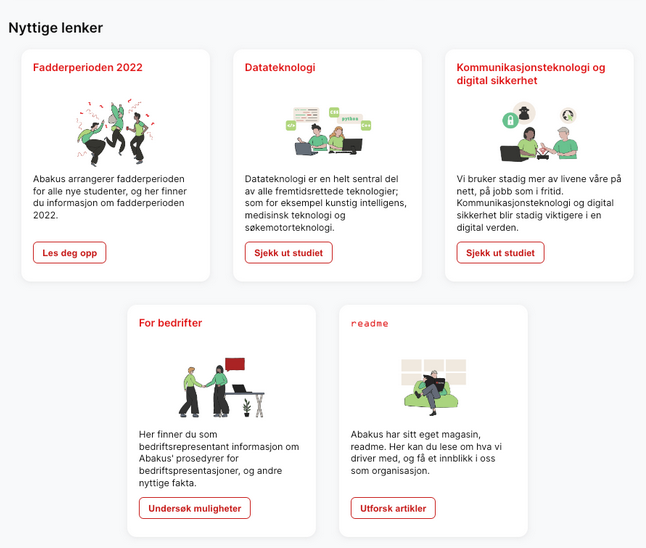 Nyttige lenker
Fadderperioden 2022
Abakus arrangerer fadderperioden
for alle nye studenter, og her finner
du informasjon om fadderperioden
2022.
Les deg opp
Datateknologi
python
Datateknologi er en helt sentral del
av alle fremtidsrettede teknologier;
som for eksempel kunstig intelligens,
medisinsk teknologi og
søkemotorteknologi.
Sjekk ut studiet
Kommunikasjonsteknologi og
digital sikkerhet
Vi bruker stadig mer av livene våre på
nett, på jobb som i fritid.
Kommunikasjonsteknologi og digital
sikkerhet blir stadig viktigere i en
digital verden.
Sjekk ut studiet
For bedrifter
Her finner du som
bedriftsrepresentant informasjon om
Abakus' prosedyrer for
bedriftspresentasjoner, og andre
nyttige fakta.
Undersøk muligheter
readme
Abakus har sitt eget magasin,
readme. Her kan du lese om hva vi
driver med, og få et innblikk i oss
som organisasjon.
Utforsk artikler